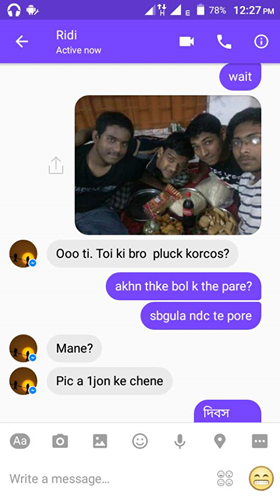 78% 12:27 PM
Ridi
Active now
wait
Ooo ti. Toi ki bro pluck korcos?
akhn thke bol k the pare?
sbgula ndc te pore
Mane?
Pic a 1jon ke chene
দিবস
Aa
Write a message…